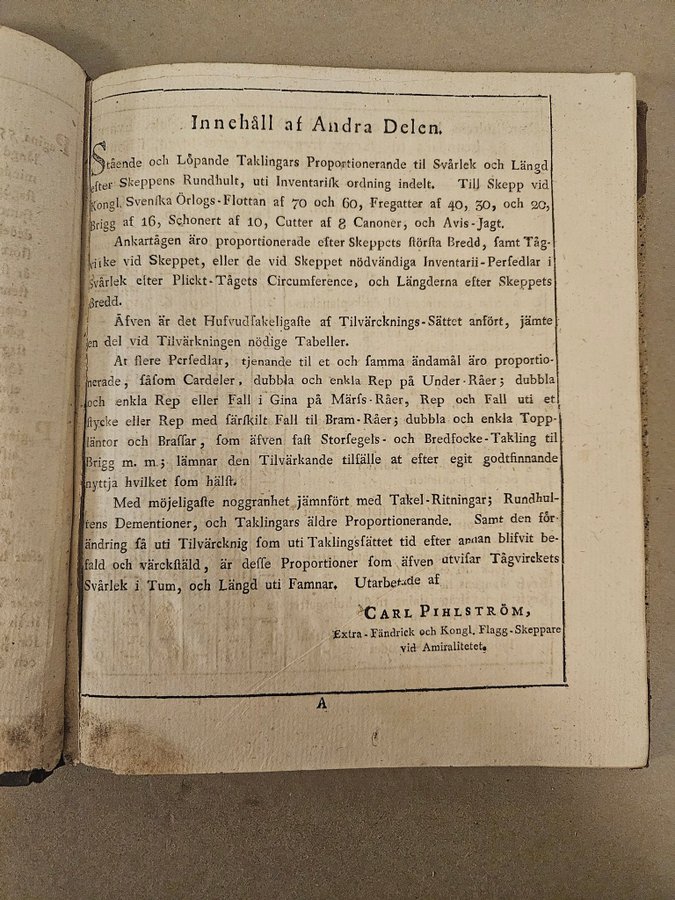 Innehåll af Andra Delen.
Stående och Löpande Taklingars Proportionerande til Svårlek och Längd
efter Skeppens Rundhult, uti Inventariſk ordning indelt. Till Skepp vid
Kongl. Svenſka Örlogs-Flottan af 70 och 60, Fregatter af 40, 30, och 20,
Brigg af 16, Schonert af 10, Cutter af 8 Canoner, och Avis-Jagt.
Ankartågen äro proportionerade efter Skeppets ſtörſta Bredd, ſamt Tåg-
virke vid Skeppet, eller de vid Skeppet nödvändiga Inventarii-Perſedlar i
Svårlek efter Plickt-Tågets Circumference, och Längderna efter Skeppets
Bredd.
Äfven är det Hufvudſakeligaſte af Tilvärcknings-Sättet anfört, jämte
en del vid Tilvärkningen nödige Tabeller.
At flere Perſedlar, tjenande til et och ſamma ändamål äro proportio-
nerade, ſåſom Cardeler, dubbla och enkla Rep på Under-Råer; dubbla
och enkla Rep eller Fall i Gina på Märſs-Råer, Rep och Fall uti et
ſtycke eller Rep med färſkilt Fall til Bram-Råer; dubbla och enkla Topp-
läntor och Braſſar, ſom äfven faſt Storſegels- och Bredfocke-Takling til
Brigg m. m.; lämnar den Tilvärkande tilfälle at efter egit godtfinnande
nyttja hvilket ſom hälſt.
Med möjeligaſte noggranhet jämnfört med Takel-Ritningar; Rundhul-
tens Dementioner, och Taklingars äldre Proportionerande. Samt den för-
ändring ſå uti Tilvärcknig ſom uti Taklingsſättet tid efter annan blifvit be-
fald och värckſtäld, är deſſe Proportioner ſom äfven utviſar Tågvirckets
Svårlek i Tum, och Längd uti Famnar. Utarbetade af
CARL PIHLSTRÖM,
Extra-Fändrick och Kongl. Flagg-Skeppare
vid Amiralitetet.
A